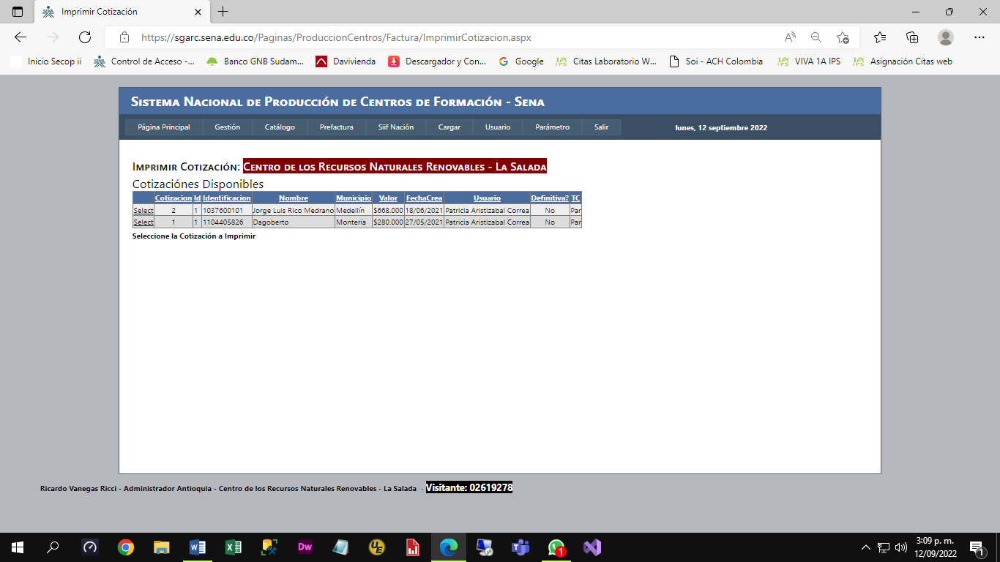 Imprimir Cotización
https://sgarc.sena.edu.co/Paginas/ProduccionCentros/Factura/ImprimirCotizacion.aspx
Inicio Secop ii Control de Acceso -... Banco GNB Sudam... Davivienda Descargador y Con... Google Citas Laboratorio W... Soi - ACH Colombia VIVA 1A IPS Asignación Citas web
Sistema Nacional de Producción de Centros de Formación - Sena
Página Principal Gestión Catálogo Prefactura Siif Nación Cargar Usuario Parámetro Salir lunes, 12 septiembre 2022
Imprimir Cotización: Centro de los Recursos Naturales Renovables - La Salada
Cotizaciónes Disponibles
Cotizacion Id Identificacion Nombre Municipio Valor FechaCrea Usuario Definitiva? TC
Select 2 1 1037600101 Jorge Luis Rico Medrano Medellín $668.000 18/06/2021 Patricia Aristizabal Correa No Par
Select 1 1 1104405826 Dagoberto Montería $280.000 27/05/2021 Patricia Aristizabal Correa No Par
Seleccione la Cotización a Imprimir
Ricardo Vanegas Ricci - Administrador Antioquia - Centro de los Recursos Naturales Renovables - La Salada - Visitante: 02619278
3:09 p. m.
12/09/2022